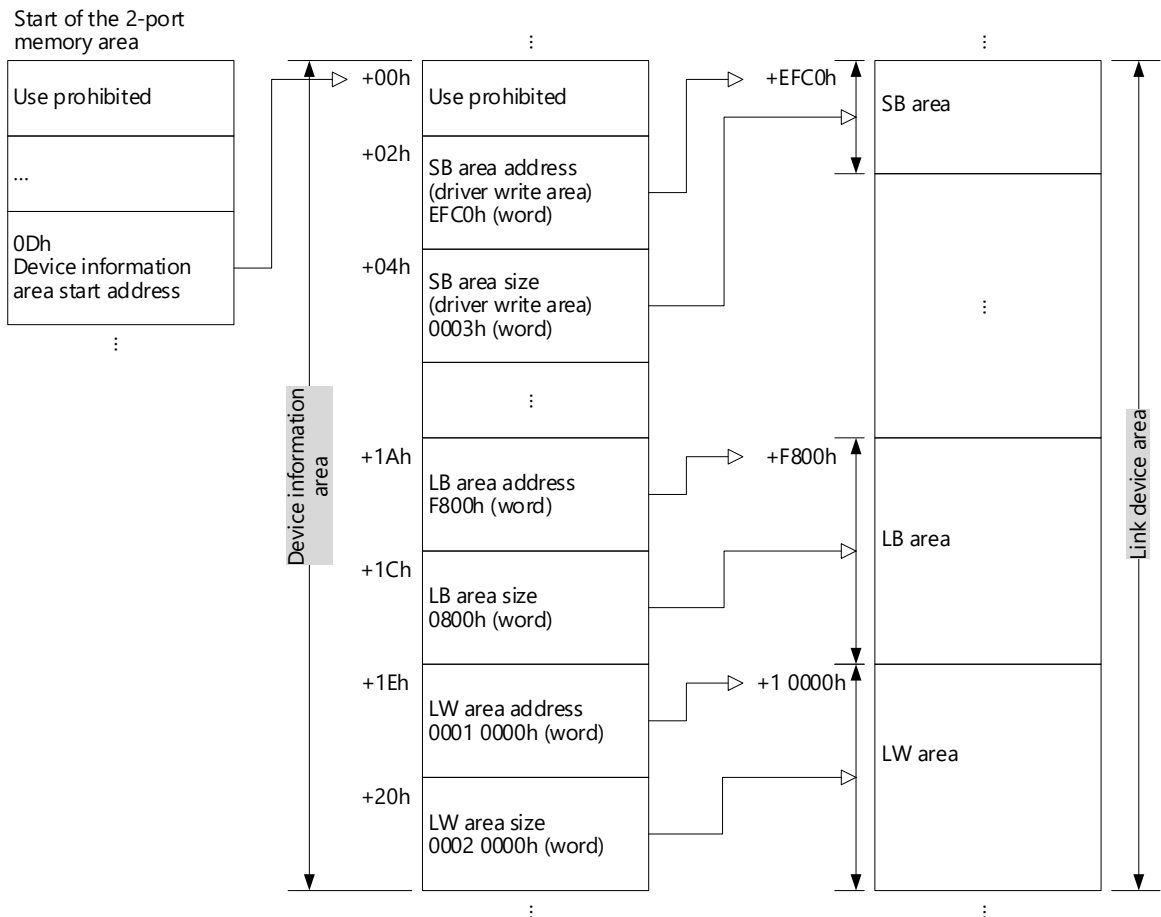 Start of the 2-port
memory area
Use prohibited
...
0Dh
Device information
area start address
⋮
Device information
area
⋮
+00h
Use prohibited
+02h
SB area address
(driver write area)
EFC0h (word)
+04h
SB area size
(driver write area)
0003h (word)
⋮
+1Ah
LB area address
F800h (word)
+1Ch
LB area size
0800h (word)
+1Eh
LW area address
0001 0000h (word)
+20h
LW area size
0002 0000h (word)
⋮
⋮
+EFC0h
SB area
⋮
+F800h
LB area
+1 0000h
LW area
⋮
Link device area